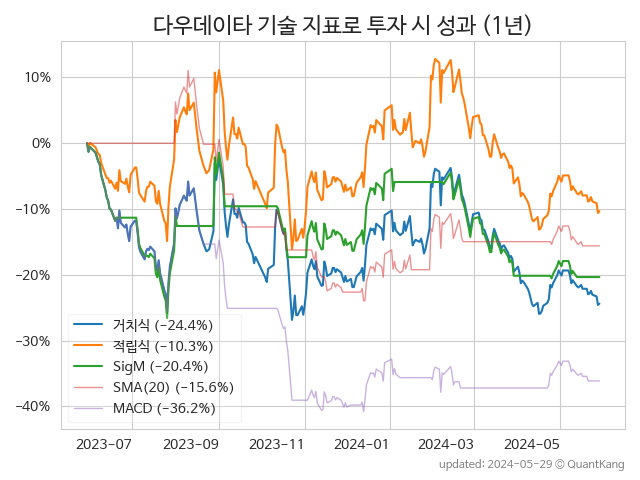 다우데이타 기술 지표로 투자 시 성과 (1년)
10%
0%
−10%
−20%
−30%
−40%
거치식 (−24.4%)
적립식 (−10.3%)
SigM (−20.4%)
SMA(20) (−15.6%)
MACD (−36.2%)
2023-07
2023-09
2023-11
2024-01
2024-03
2024-05
updated: 2024-05-29 ⓒ QuantKang